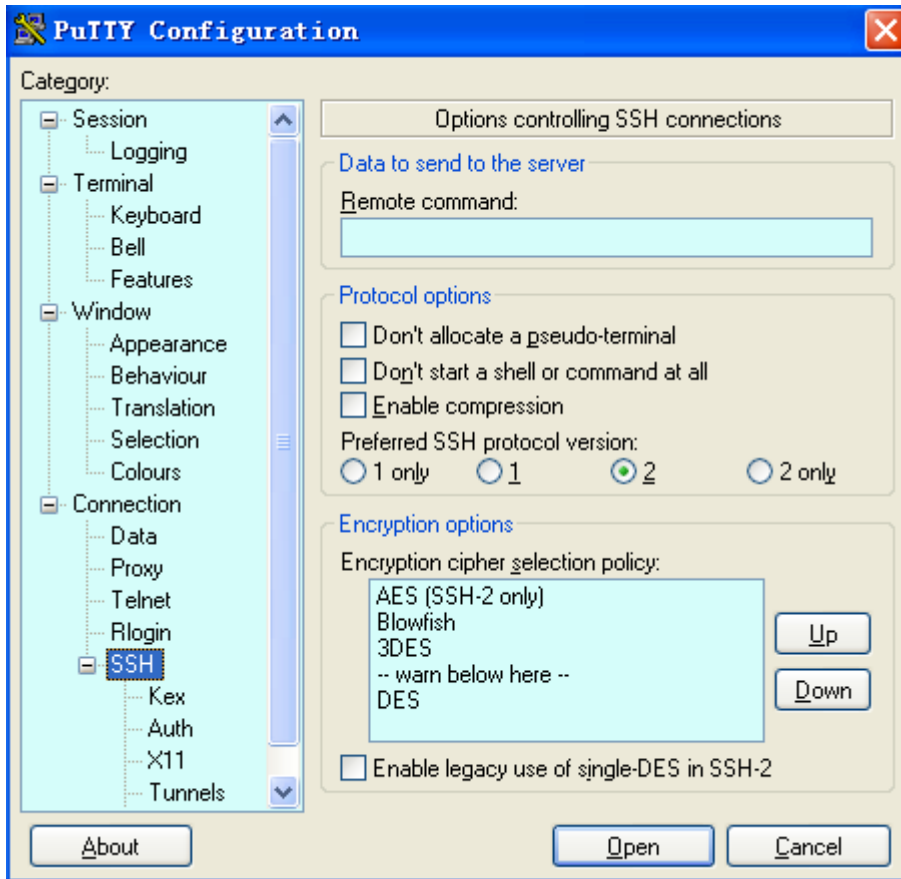 PuTTY Configuration
Category:
Session
Logging
Terminal
Keyboard
Bell
Features
Window
Appearance
Behaviour
Translation
Selection
Colours
Connection
Data
Proxy
Telnet
Rlogin
SSH
Kex
Auth
X11
Tunnels
Options controlling SSH connections
Data to send to the server
Remote command:
Protocol options
Don't allocate a pseudo-terminal
Don't start a shell or command at all
Enable compression
Preferred SSH protocol version:
1 only 1 2 2 only
Encryption options
Encryption cipher selection policy:
AES (SSH-2 only)
Blowfish
3DES
-- warn below here --
DES
Up
Down
Enable legacy use of single-DES in SSH-2
About Open Cancel